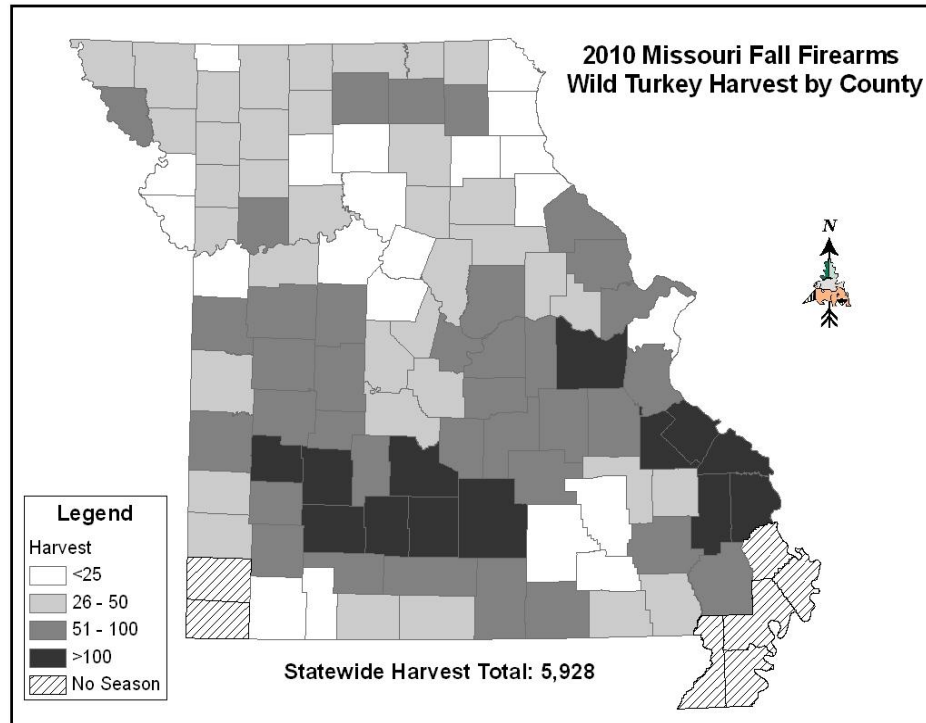 2010 Missouri Fall Firearms
Wild Turkey Harvest by County
N
Legend
Harvest
<25
26 - 50
51 - 100
>100
No Season
Statewide Harvest Total: 5,928